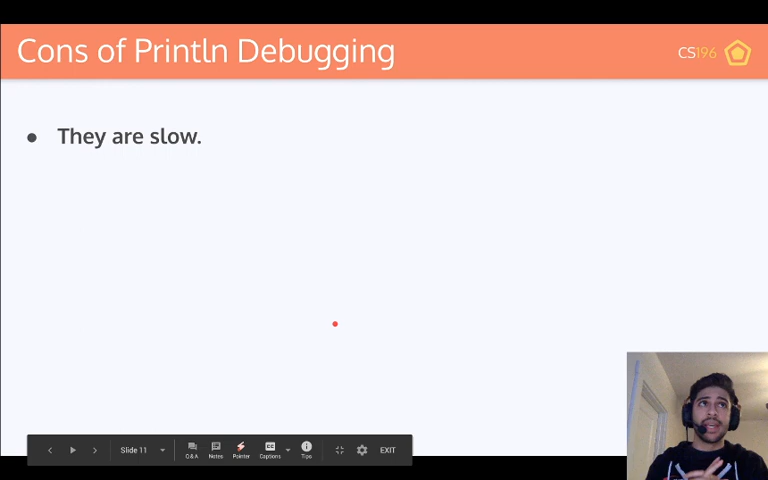 Cons of Println Debugging
CS196
They are slow.
Slide 11
Q&A
Notes
Pointer
CC
Captions
Tips
EXIT